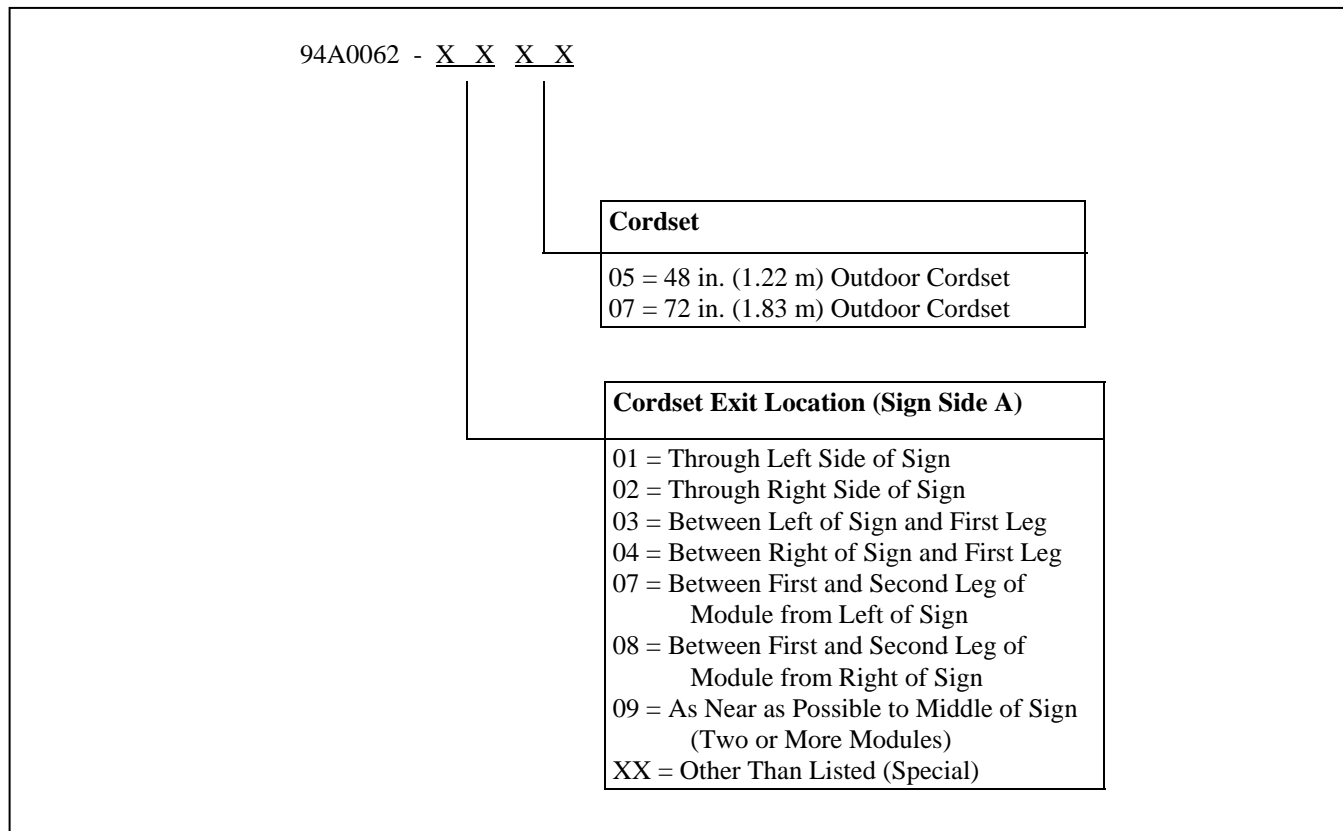 94A0062 - X X X X
Cordset
05 = 48 in. (1.22 m) Outdoor Cordset
07 = 72 in. (1.83 m) Outdoor Cordset
Cordset Exit Location (Sign Side A)
01 = Through Left Side of Sign
02 = Through Right Side of Sign
03 = Between Left of Sign and First Leg
04 = Between Right of Sign and First Leg
07 = Between First and Second Leg of
Module from Left of Sign
08 = Between First and Second Leg of
Module from Right of Sign
09 = As Near as Possible to Middle of Sign
(Two or More Modules)
XX = Other Than Listed (Special)